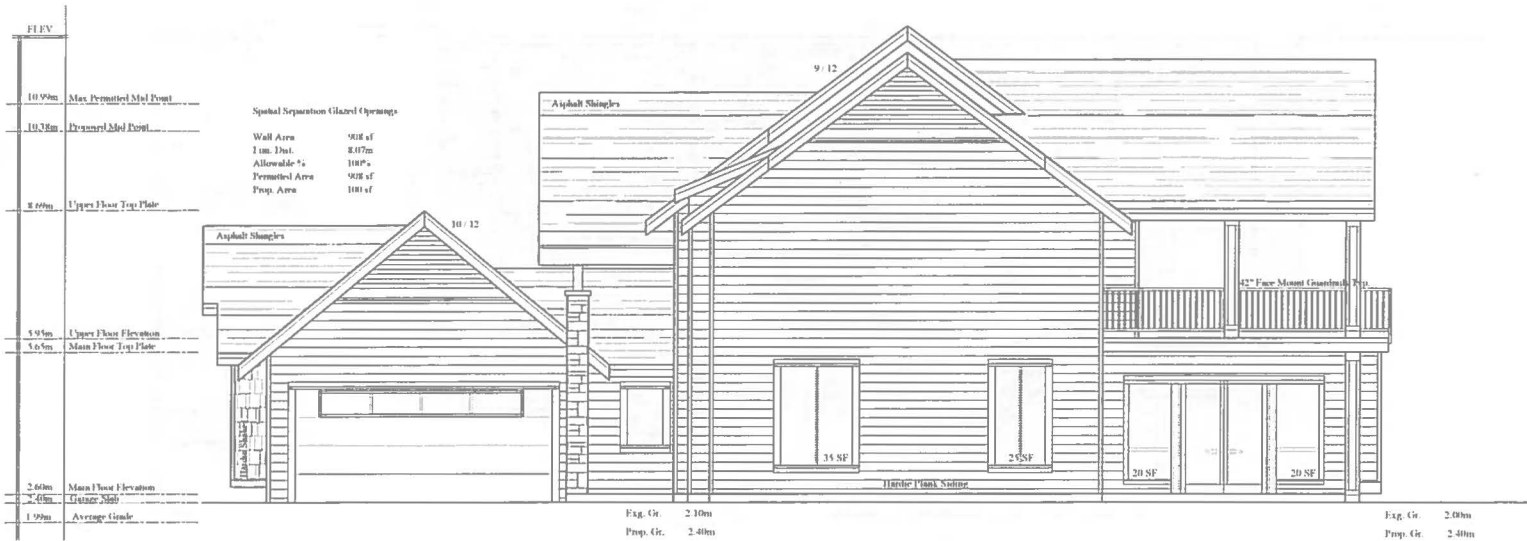 ELEV
10.99m Max Permitted Mid Point
10.38m Proposed Mid Point
8.69m Upper Floor Top Plate
5.95m Upper Floor Elevation
5.65m Main Floor Top Plate
2.60m Main Floor Elevation
2.40m Garage Slab
1.99m Average Grade
Spatial Separation Glazed Openings
Wall Area 908 sf
Lim. Dist. 8.07m
Allowable % 100%
Permitted Area 908 sf
Prop. Area 100 sf
Asphalt Shingles
10 / 12
Asphalt Shingles
9 / 12
42" Face Mount Guardrail, Typ.
35 SF
25 SF
20 SF
20 SF
Hardie Plank Siding
Exg. Gr. 2.10m
Prop. Gr. 2.40m
Exg. Gr. 2.00m
Prop. Gr. 2.40m